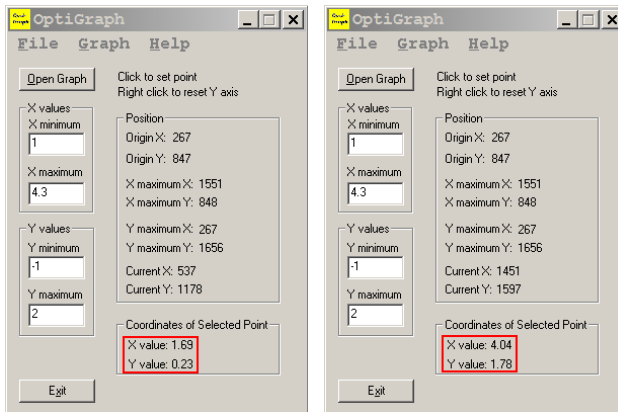 OptiGraph
File Graph Help
Open Graph
Click to set point
Right click to reset Y axis
X values
X minimum
1
X maximum
4.3
Y values
Y minimum
-1
Y maximum
2
Position
Origin X: 267
Origin Y: 847
X maximum X: 1551
X maximum Y: 848
Y maximum X: 267
Y maximum Y: 1656
Current X: 537
Current Y: 1178
Coordinates of Selected Point
X value: 1.69
Y value: 0.23
Exit
OptiGraph
File Graph Help
Open Graph
Click to set point
Right click to reset Y axis
X values
X minimum
1
X maximum
4.3
Y values
Y minimum
-1
Y maximum
2
Position
Origin X: 267
Origin Y: 847
X maximum X: 1551
X maximum Y: 848
Y maximum X: 267
Y maximum Y: 1656
Current X: 1451
Current Y: 1597
Coordinates of Selected Point
X value: 4.04
Y value: 1.78
Exit